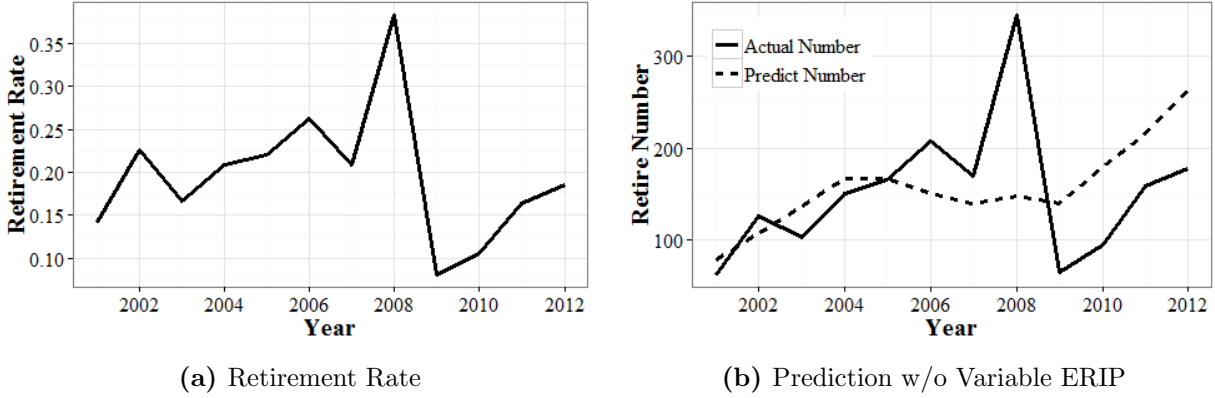 Retirement Rate
0.35
0.30
0.25
0.20
0.15
0.10
2002 2004 2006 2008 2010 2012
Year
(a) Retirement Rate
Retire Number
300
200
100
Actual Number
Predict Number
2002 2004 2006 2008 2010 2012
Year
(b) Prediction w/o Variable ERIP